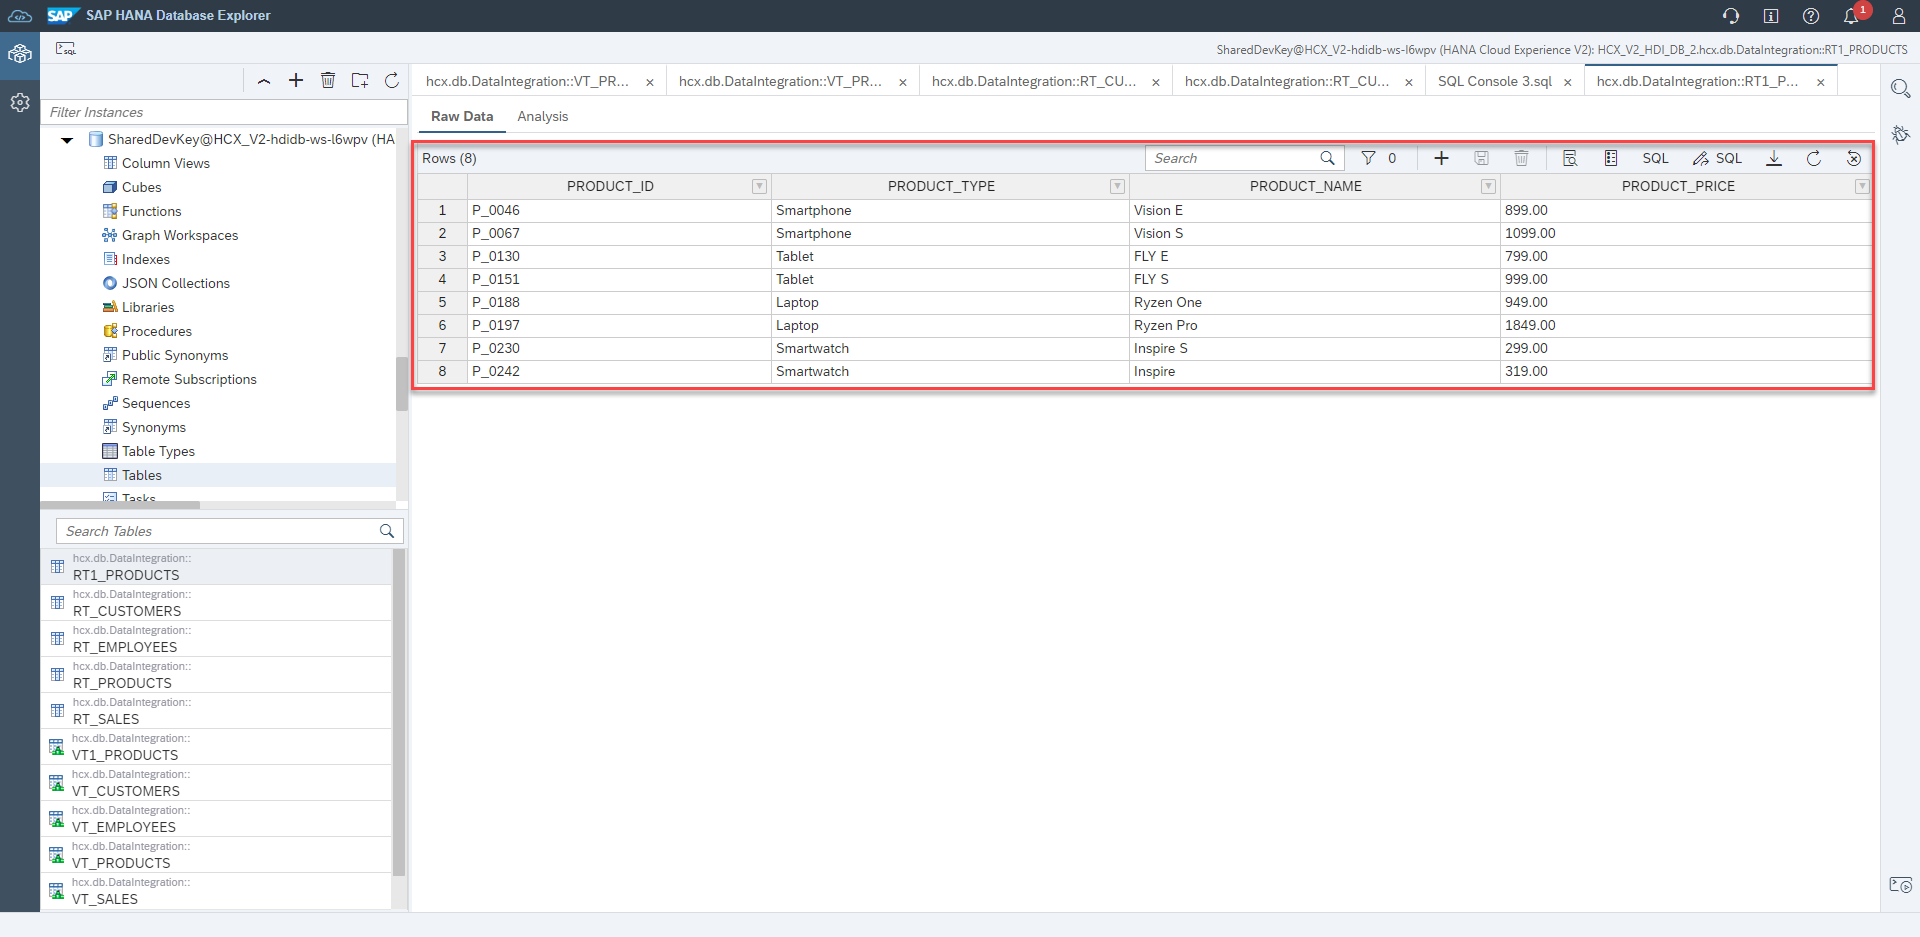 SAP SAP HANA Database Explorer 1
SQL SharedDevKey@HCX_V2-hdidb-ws-l6wpv (HANA Cloud Experience V2): HCX_V2_HDI_DB_2.hcx.db.DataIntegration::RT1_PRODUCTS
hcx.db.DataIntegration::VT_PR... hcx.db.DataIntegration::VT_PR... hcx.db.DataIntegration::RT_CU... hcx.db.DataIntegration::RT_CU... SQL Console 3.sql hcx.db.DataIntegration::RT1_P...
Filter Instances
SharedDevKey@HCX_V2-hdidb-ws-l6wpv (HA
Column Views
Cubes
Functions
Graph Workspaces
Indexes
JSON Collections
Libraries
Procedures
Public Synonyms
Remote Subscriptions
Sequences
Synonyms
Table Types
Tables
Tasks
Search Tables
hcx.db.DataIntegration::
RT1_PRODUCTS
hcx.db.DataIntegration::
RT_CUSTOMERS
hcx.db.DataIntegration::
RT_EMPLOYEES
hcx.db.DataIntegration::
RT_PRODUCTS
hcx.db.DataIntegration::
RT_SALES
hcx.db.DataIntegration::
VT1_PRODUCTS
hcx.db.DataIntegration::
VT_CUSTOMERS
hcx.db.DataIntegration::
VT_EMPLOYEES
hcx.db.DataIntegration::
VT_PRODUCTS
hcx.db.DataIntegration::
VT_SALES
Raw Data Analysis
Rows (8) Search 0 SQL SQL
PRODUCT_ID PRODUCT_TYPE PRODUCT_NAME PRODUCT_PRICE
1 P_0046 Smartphone Vision E 899.00
2 P_0067 Smartphone Vision S 1099.00
3 P_0130 Tablet FLY E 799.00
4 P_0151 Tablet FLY S 999.00
5 P_0188 Laptop Ryzen One 949.00
6 P_0197 Laptop Ryzen Pro 1849.00
7 P_0230 Smartwatch Inspire S 299.00
8 P_0242 Smartwatch Inspire 319.00